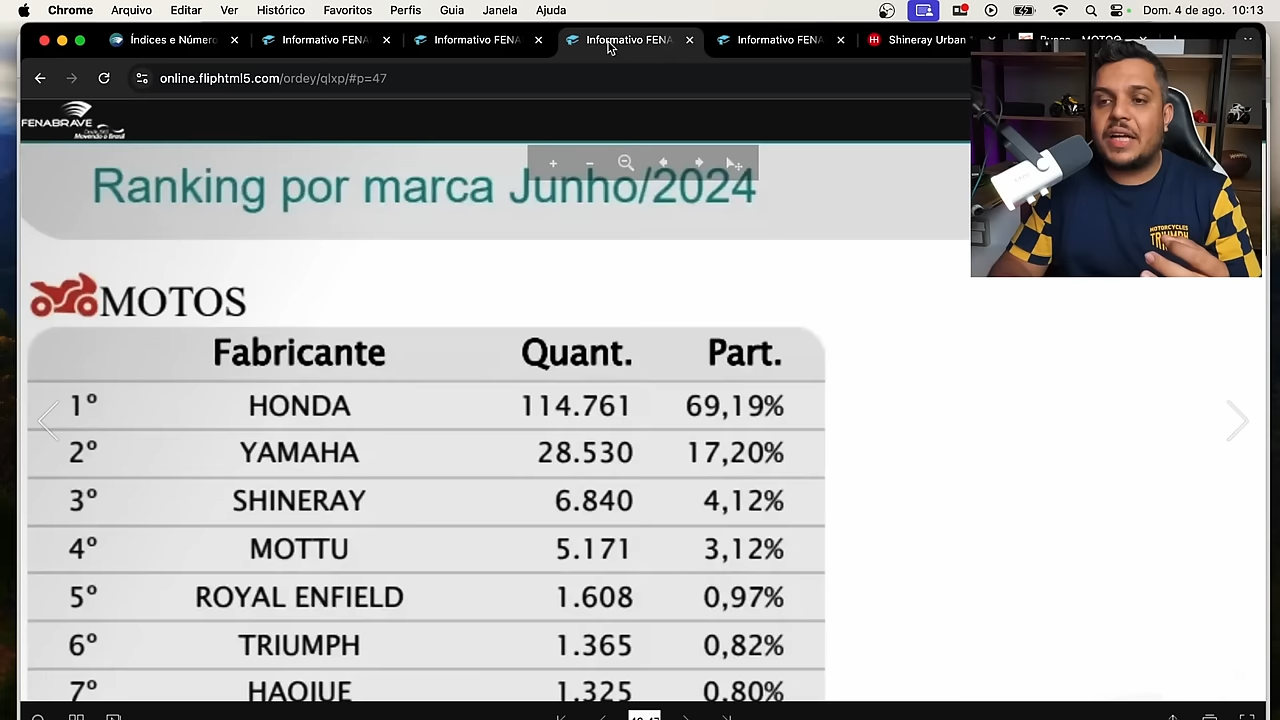 Chrome Arquivo Editar Ver Histórico Favoritos Perfis Guia Janela Ajuda Dom. 4 de ago. 10:13
Índices e Númer Informativo FENA Informativo FENA Informativo FENA Informativo FENA Shineray Urban
online.fliphtml5.com/ordey/qlxp/#p=47
FENABRAVE
Movendo o Brasil
Ranking por marca Junho/2024
MOTORCYCLES
TRIUMPH
MOTOS
Fabricante Quant. Part.
1º HONDA 114.761 69,19%
2º YAMAHA 28.530 17,20%
3º SHINERAY 6.840 4,12%
4º MOTTU 5.171 3,12%
5º ROYAL ENFIELD 1.608 0,97%
6º TRIUMPH 1.365 0,82%
7º HAOJUE 1.325 0,80%